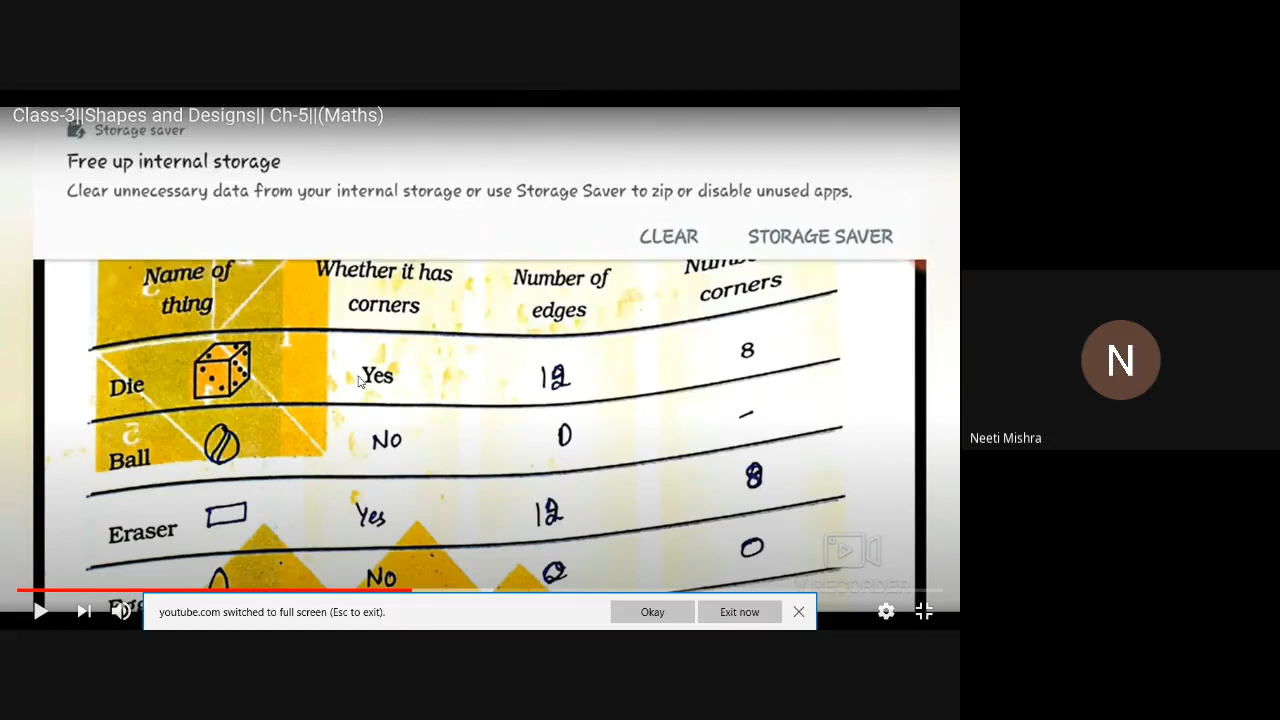 Class-3||Shapes and Designs|| Ch-5||(Maths)
Storage saver
Free up internal storage
Clear unnecessary data from your internal storage or use Storage Saver to zip or disable unused apps.
CLEAR STORAGE SAVER
Name of thing
Whether it has corners
Number of edges
corners
Die Yes 12 8
Ball No 0 –
Eraser Yes 12 8
No 0 0
V RECORDER
youtube.com switched to full screen (Esc to exit).
Okay
Exit now
N
Neeti Mishra